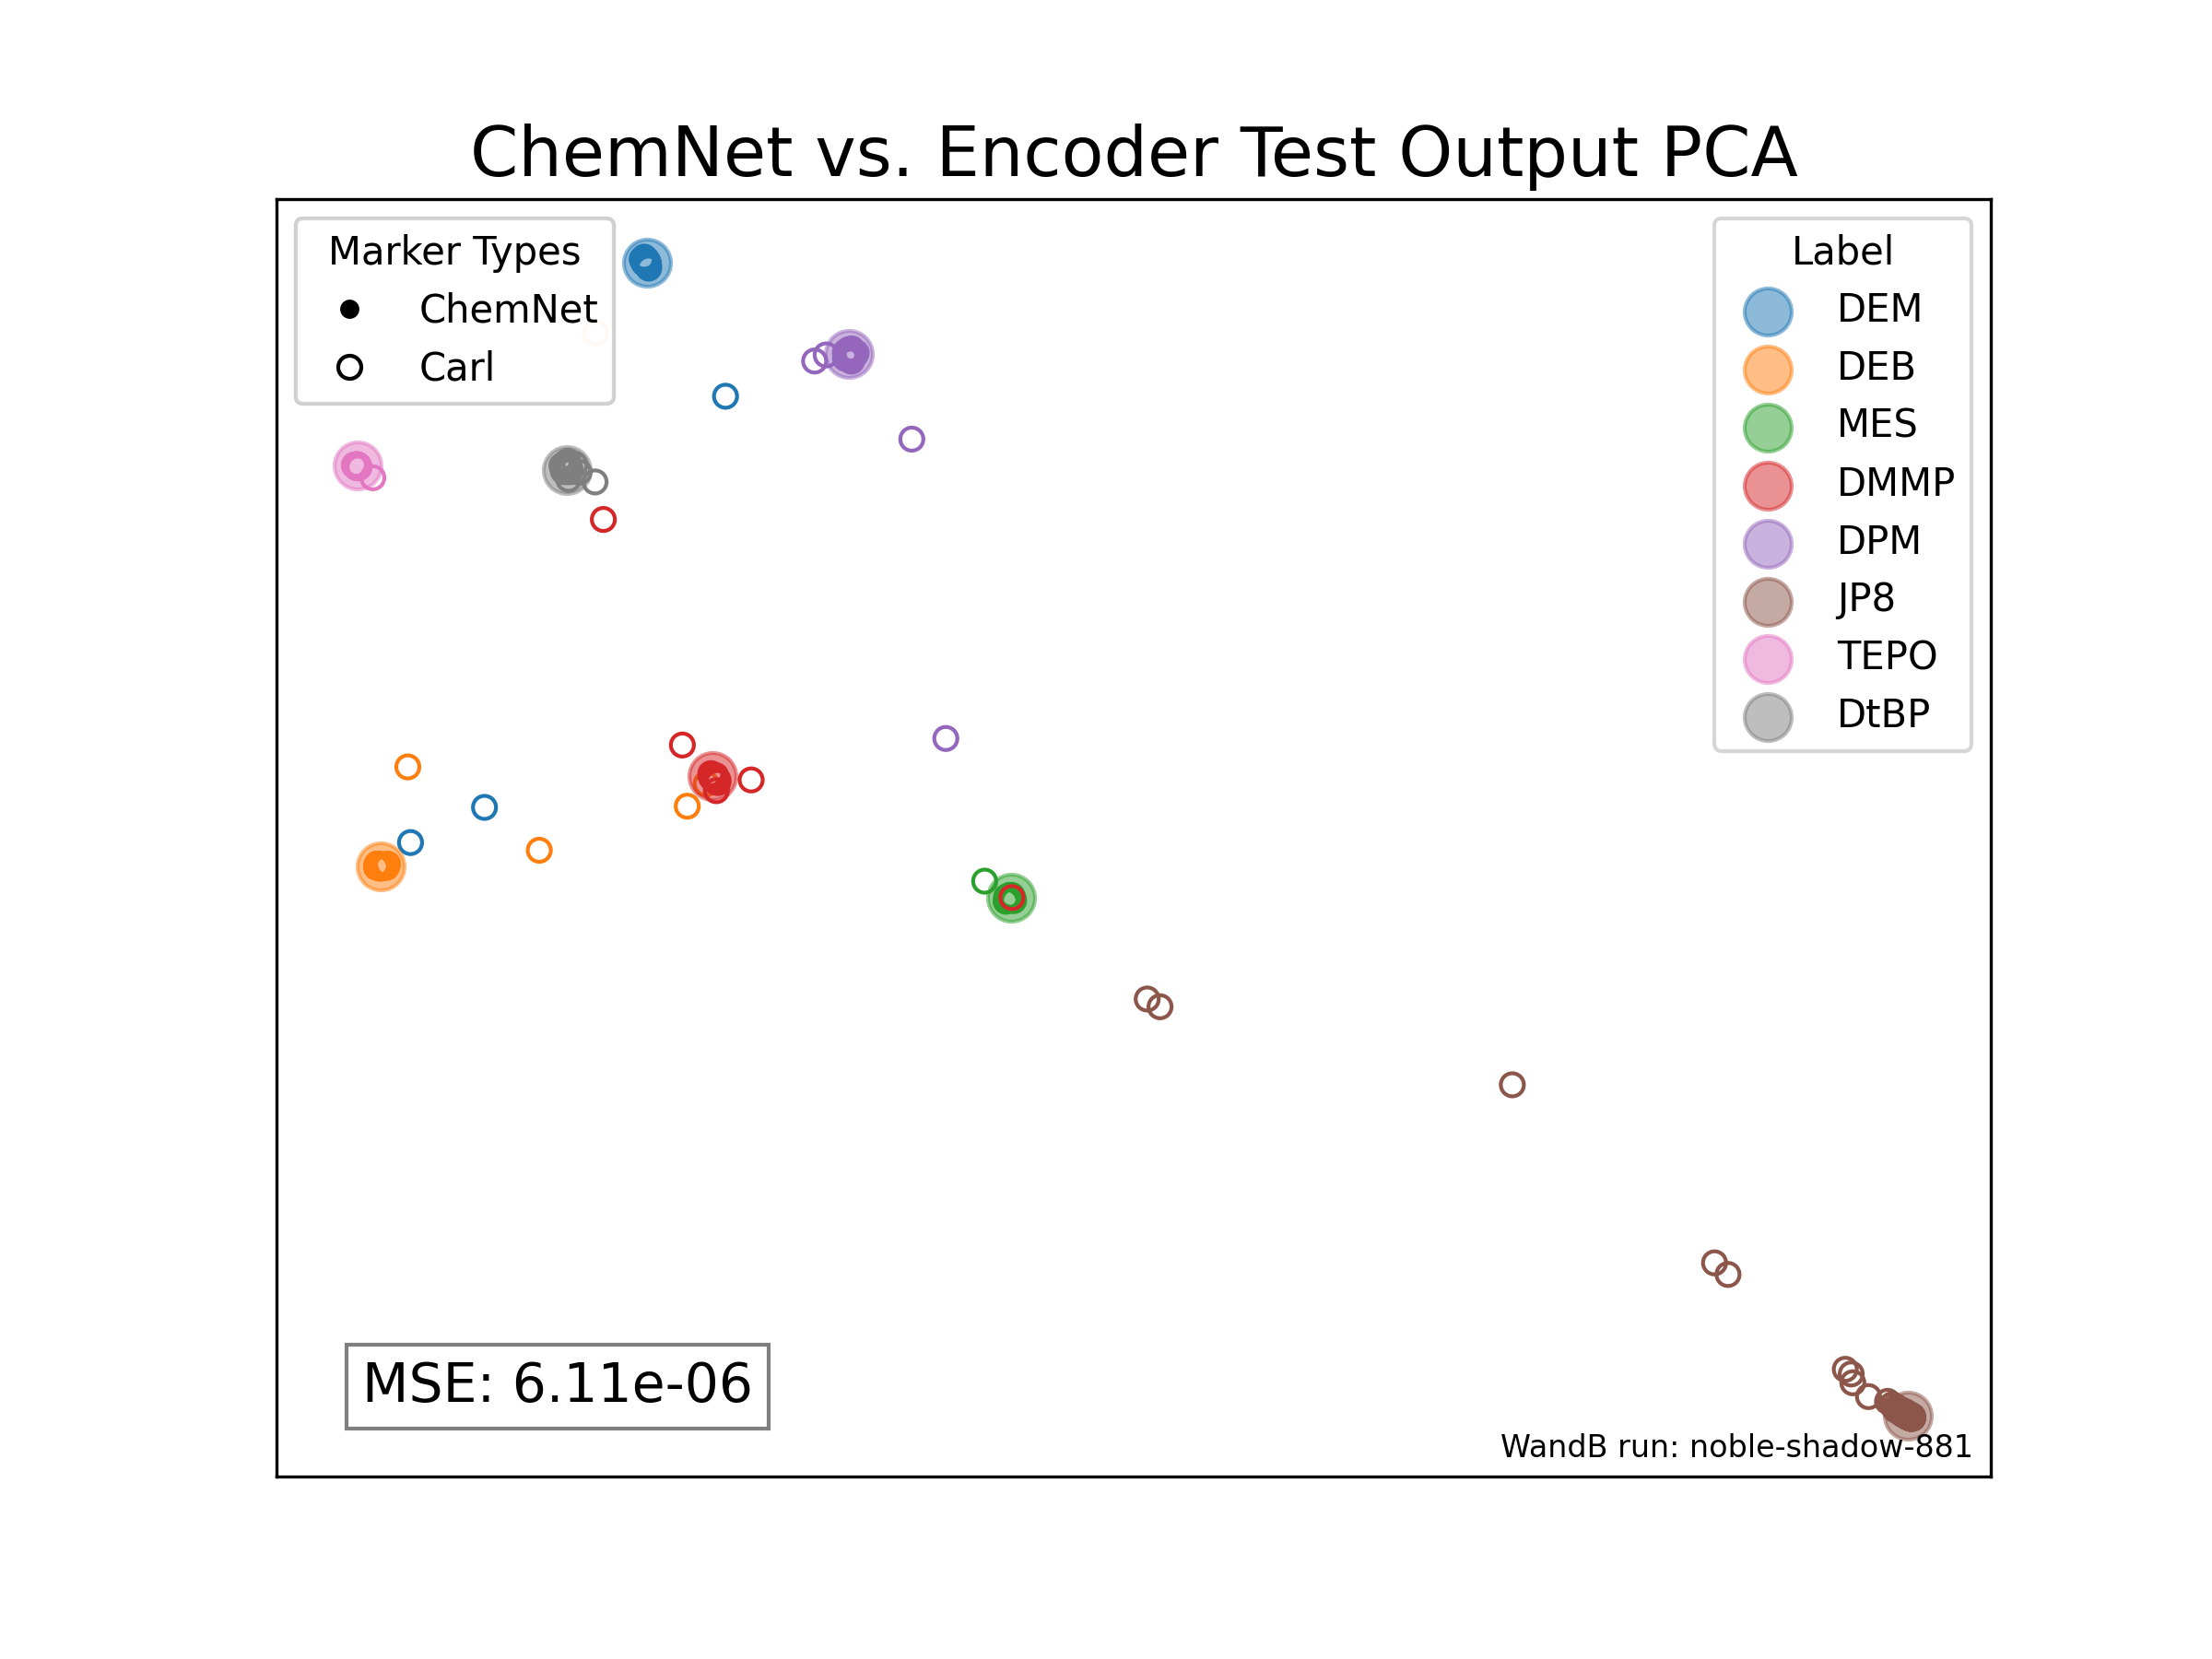 ChemNet vs. Encoder Test Output PCA
Marker Types
ChemNet
Carl
Label
DEM
DEB
MES
DMMP
DPM
JP8
TEPO
DtBP
MSE: 6.11e-06
WandB run: noble-shadow-881